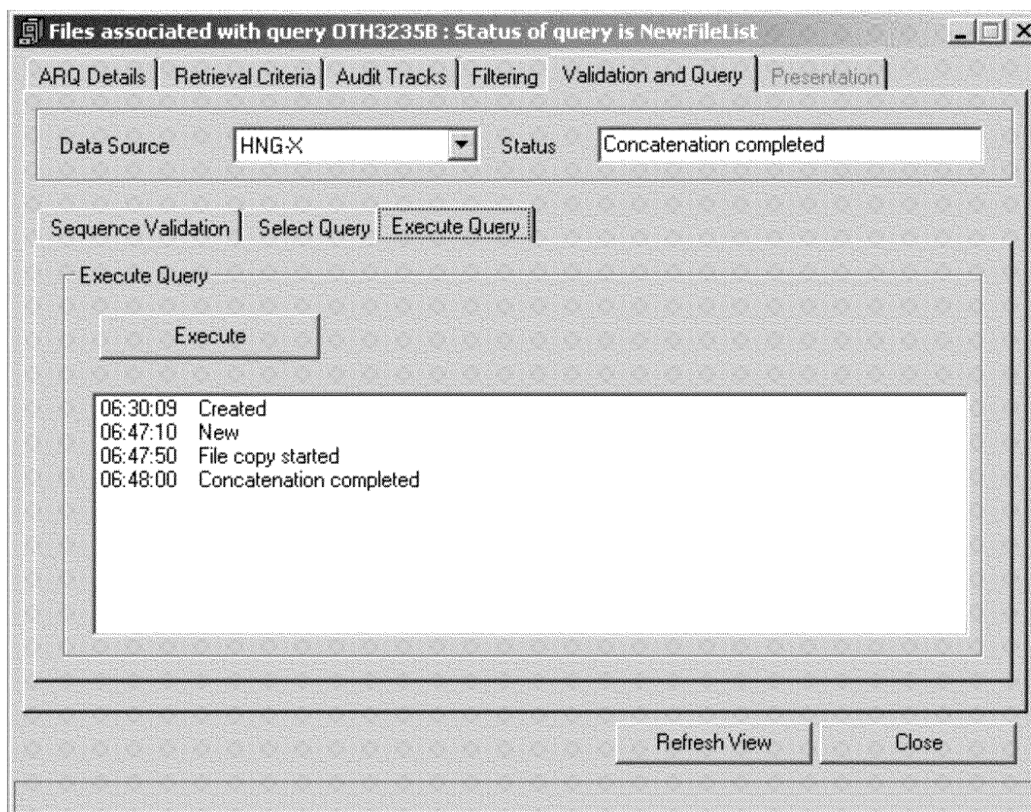 Files associated with query OTH3235B : Status of query is New:FileList
ARQ Details Retrieval Criteria Audit Tracks Filtering Validation and Query Presentation
Data Source HNG-X Status Concatenation completed
Sequence Validation Select Query Execute Query
Execute Query
Execute
06:30:09 Created
06:47:10 New
06:47:50 File copy started
06:48:00 Concatenation completed
Refresh View Close